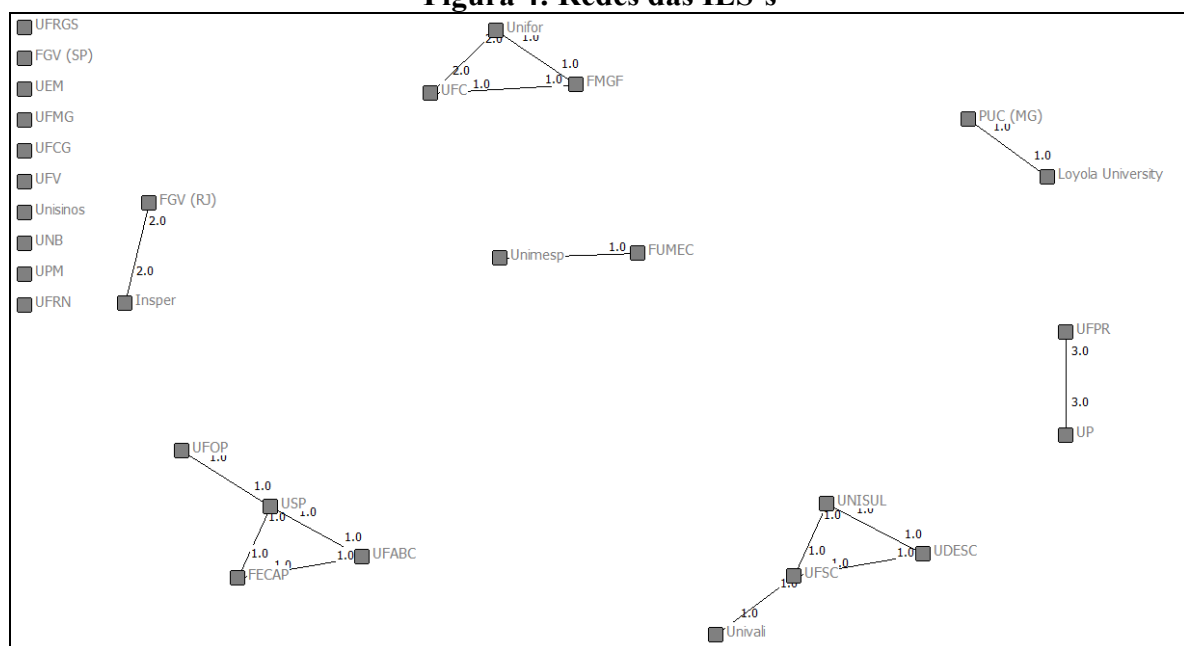 Figura 4: Redes das IES's
UFRGS
FGV (SP)
UEM
UFMG
UFCG
UFV
Unisinos
UNB
UPM
UFRN
FGV (RJ)
2.0
2.0
Insper
Unifor
2.0
1.0
2.0
1.0
UFC
1.0
1.0
FMGF
PUC (MG)
1.0
1.0
Loyola University
Unimesp
1.0
FUMEC
UFPR
3.0
3.0
UP
UFOP
1.0
1.0
USP
1.0
1.0
1.0
1.0
1.0
1.0
UFABC
FECAP
UNISUL
1.0
1.0
1.0
1.0
1.0
1.0
UDESC
UFSC
1.0
1.0
Univali